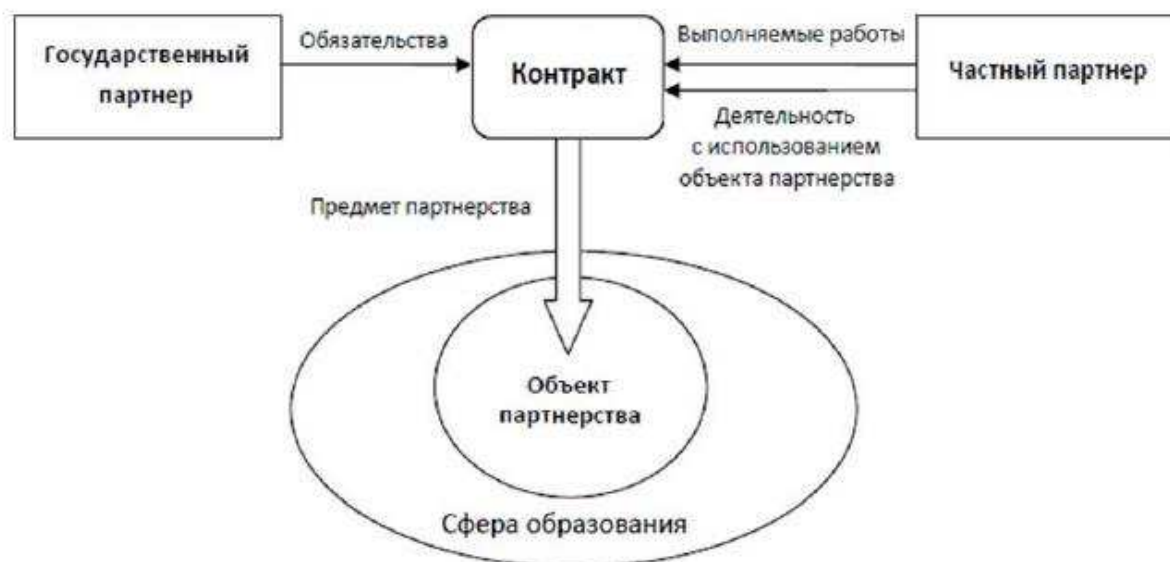 Государственный
партнер
Обязательства
Контракт
Выполняемые работы
Частный партнер
Деятельность
с использованием
объекта партнерства
Предмет партнерства
Объект
партнерства
Сфера образования